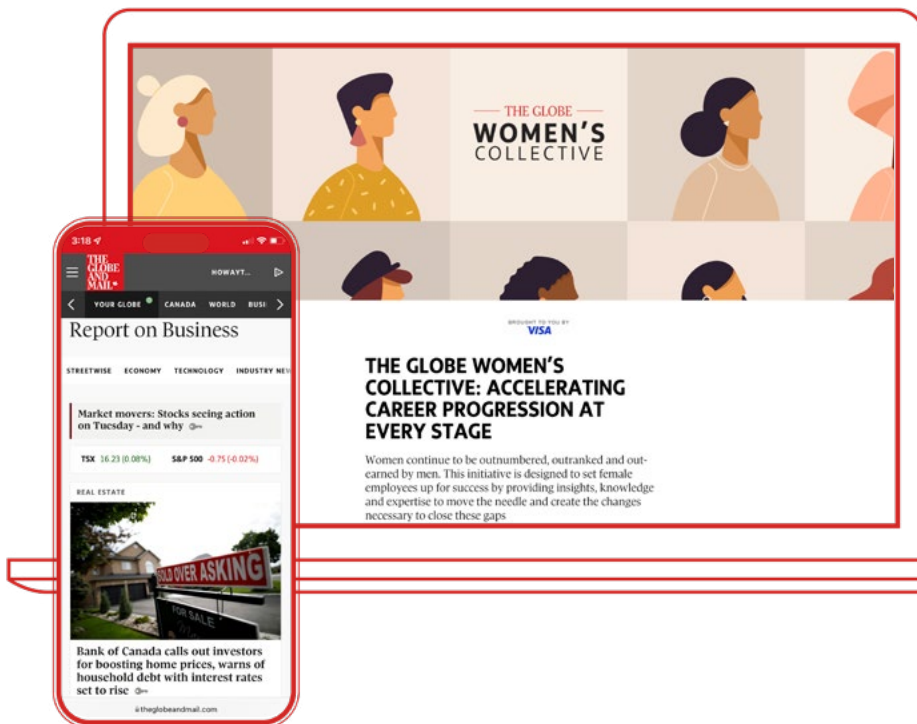 THE GLOBE
WOMEN'S
COLLECTIVE
BROUGHT TO YOU BY
VISA
THE GLOBE WOMEN'S
COLLECTIVE: ACCELERATING
CAREER PROGRESSION AT
EVERY STAGE
Women continue to be outnumbered, outranked and out-
earned by men. This initiative is designed to set female
employees up for success by providing insights, knowledge
and expertise to move the needle and create the changes
necessary to close these gaps
3:18
THE
GLOBE
AND
MAIL*
HOWAYT...
YOUR GLOBE CANADA WORLD BUSI
Report on Business
STREETWISE ECONOMY TECHNOLOGY INDUSTRY NEW
Market movers: Stocks seeing action
on Tuesday - and why
TSX 16.23 (0.08%) S&P 500 -0.75 (-0.02%)
REAL ESTATE
SOLD OVER ASKING
FOR SALE
Bank of Canada calls out investors
for boosting home prices, warns of
household debt with interest rates
set to rise
theglobeandmail.com